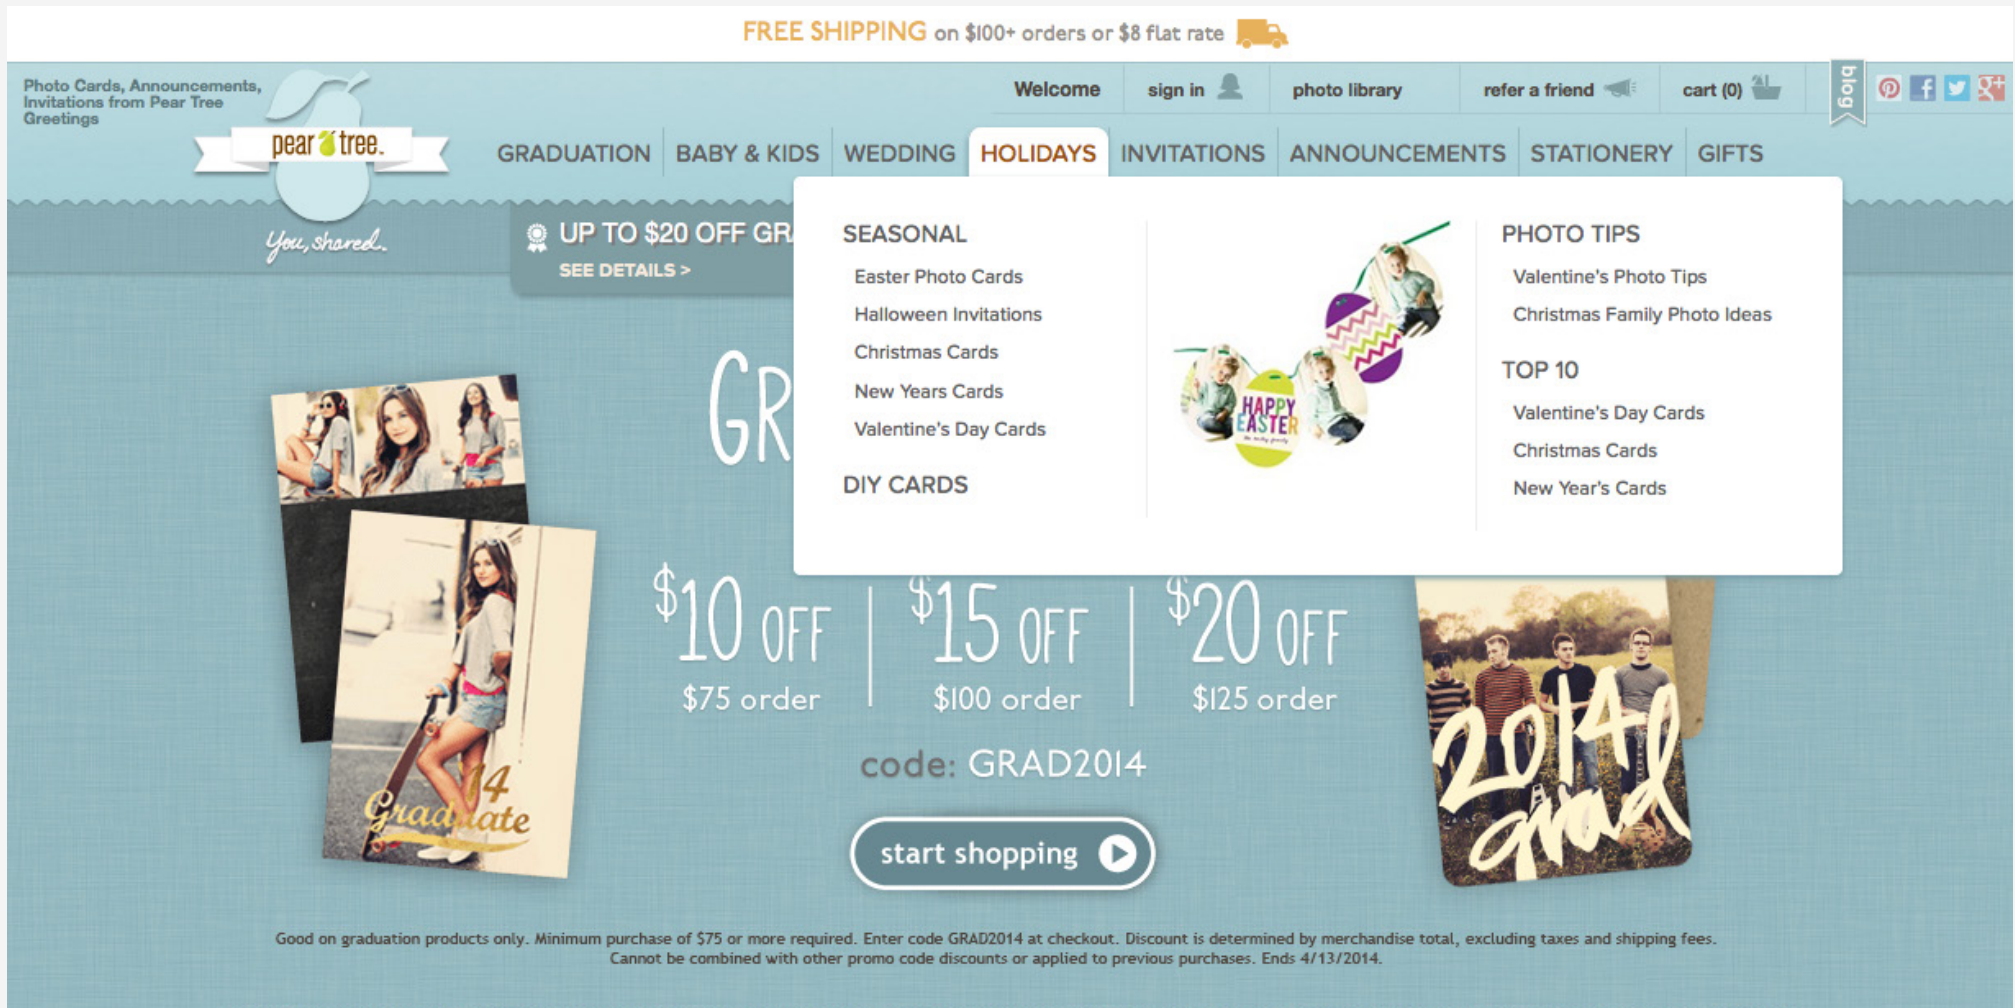 FREE SHIPPING on $100+ orders or $8 flat rate
Photo Cards, Announcements,
Invitations from Pear Tree
Greetings
pear tree.
You, shared.
Welcome
sign in
photo library
refer a friend
cart (0)
blog
GRADUATION
BABY & KIDS
WEDDING
HOLIDAYS
INVITATIONS
ANNOUNCEMENTS
STATIONERY
GIFTS
UP TO $20 OFF
SEE DETAILS >
SEASONAL
Easter Photo Cards
Halloween Invitations
Christmas Cards
New Years Cards
Valentine's Day Cards
DIY CARDS
HAPPY
EASTER
PHOTO TIPS
Valentine's Photo Tips
Christmas Family Photo Ideas
TOP 10
Valentine's Day Cards
Christmas Cards
New Year's Cards
$10 OFF
$75 order
$15 OFF
$100 order
$20 OFF
$125 order
code: GRAD2014
start shopping
14
Graduate
2014
grad
Good on graduation products only. Minimum purchase of $75 or more required. Enter code GRAD2014 at checkout. Discount is determined by merchandise total, excluding taxes and shipping fees.
Cannot be combined with other promo code discounts or applied to previous purchases. Ends 4/13/2014.